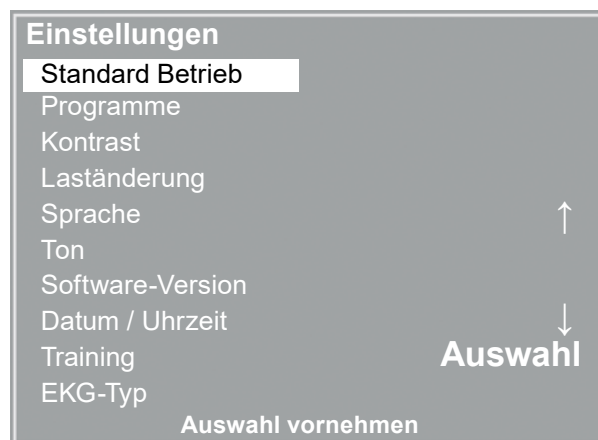 Einstellungen
Standard Betrieb
Programme
Kontrast
Laständerung
Sprache ↑
Ton
Software-Version
Datum / Uhrzeit ↓
Training Auswahl
EKG-Typ
Auswahl vornehmen